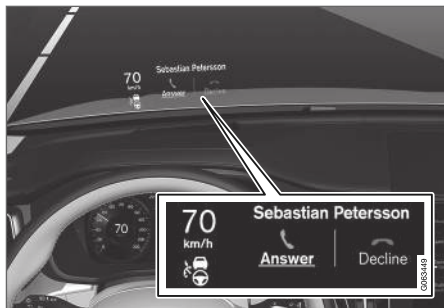 Sebastian Petersson
70
km/h
Answer
Decline
70
70
km/h
Sebastian Petersson
Answer
Decline
G063449